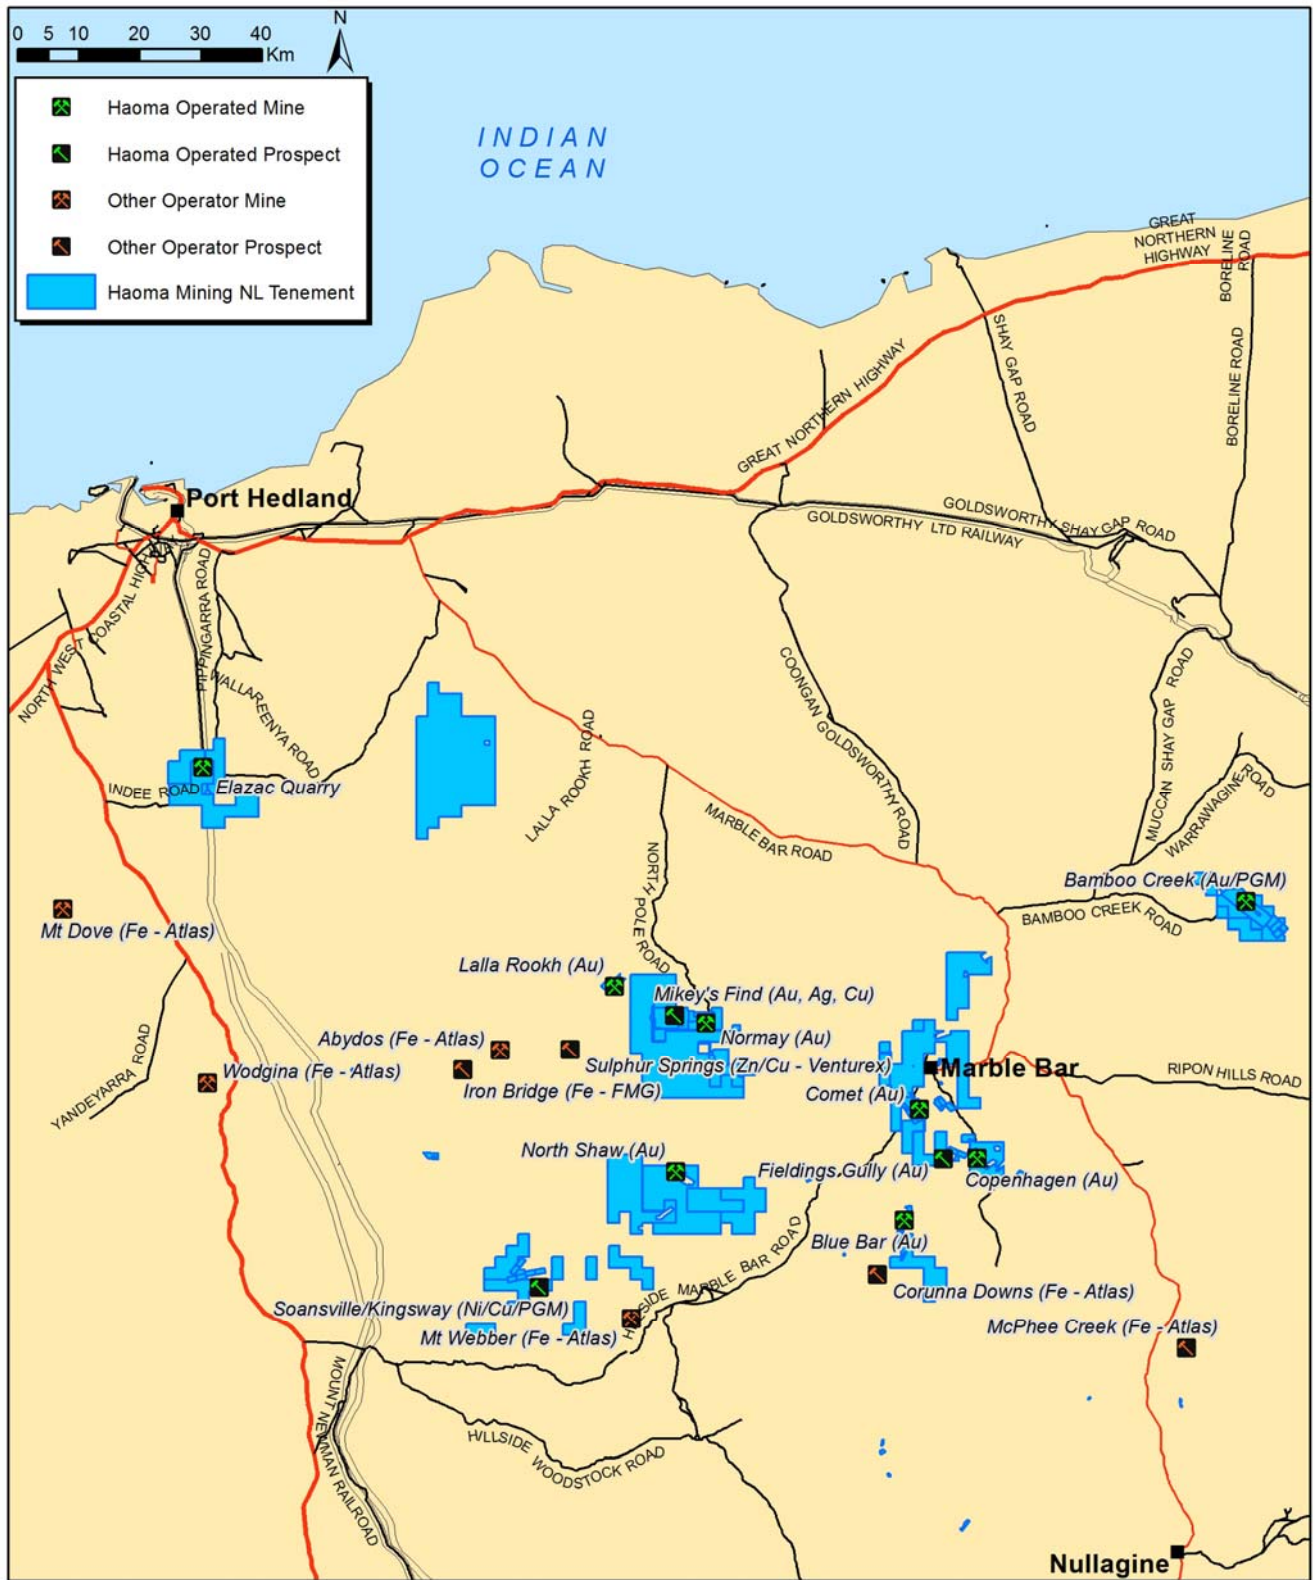 0 5 10 20 30 40
Km
N
Haoma Operated Mine
Haoma Operated Prospect
Other Operator Mine
Other Operator Prospect
Haoma Mining NL Tenement
INDIAN
OCEAN
GREAT
NORTHERN
HIGHWAY
BORELINE
ROAD
SHAY GAP ROAD
BORELINE ROAD
GREAT NORTHERN HIGHWAY
Port Hedland
GOLDSWORTHY SHAY GAP ROAD
GOLDSWORTHY LTD RAILWAY
NORTH WEST COASTAL HIGHWAY
PIPPINGARRA ROAD
WALLAREENYA ROAD
COONGAN GOLDSWORTHY ROAD
MUCCAN SHAY GAP ROAD
WARRAWAGINE ROAD
LALLA ROOKH ROAD
INDEE ROAD
Elazac Quarry
MARBLE BAR ROAD
NORTH POLE ROAD
Bamboo Creek (Au/PGM)
BAMBOO CREEK ROAD
Mt Dove (Fe - Atlas)
Lalla Rookh (Au)
Mikey's Find (Au, Ag, Cu)
Normay (Au)
Abydos (Fe - Atlas)
Sulphur Springs (Zn/Cu - Venturex)
Wodgina (Fe - Atlas)
Iron Bridge (Fe - FMG)
Marble Bar
RIPON HILLS ROAD
YANDEYARRA ROAD
Comet (Au)
North Shaw (Au)
Fieldings Gully (Au)
Copenhagen (Au)
Blue Bar (Au)
HILLSIDE MARBLE BAR ROAD
Corunna Downs (Fe - Atlas)
Soansville/Kingsway (Ni/Cu/PGM)
Mt Webber (Fe - Atlas)
McPhee Creek (Fe - Atlas)
MOUNT NEWMAN RAILROAD
HILLSIDE
WOODSTOCK ROAD
Nullagine